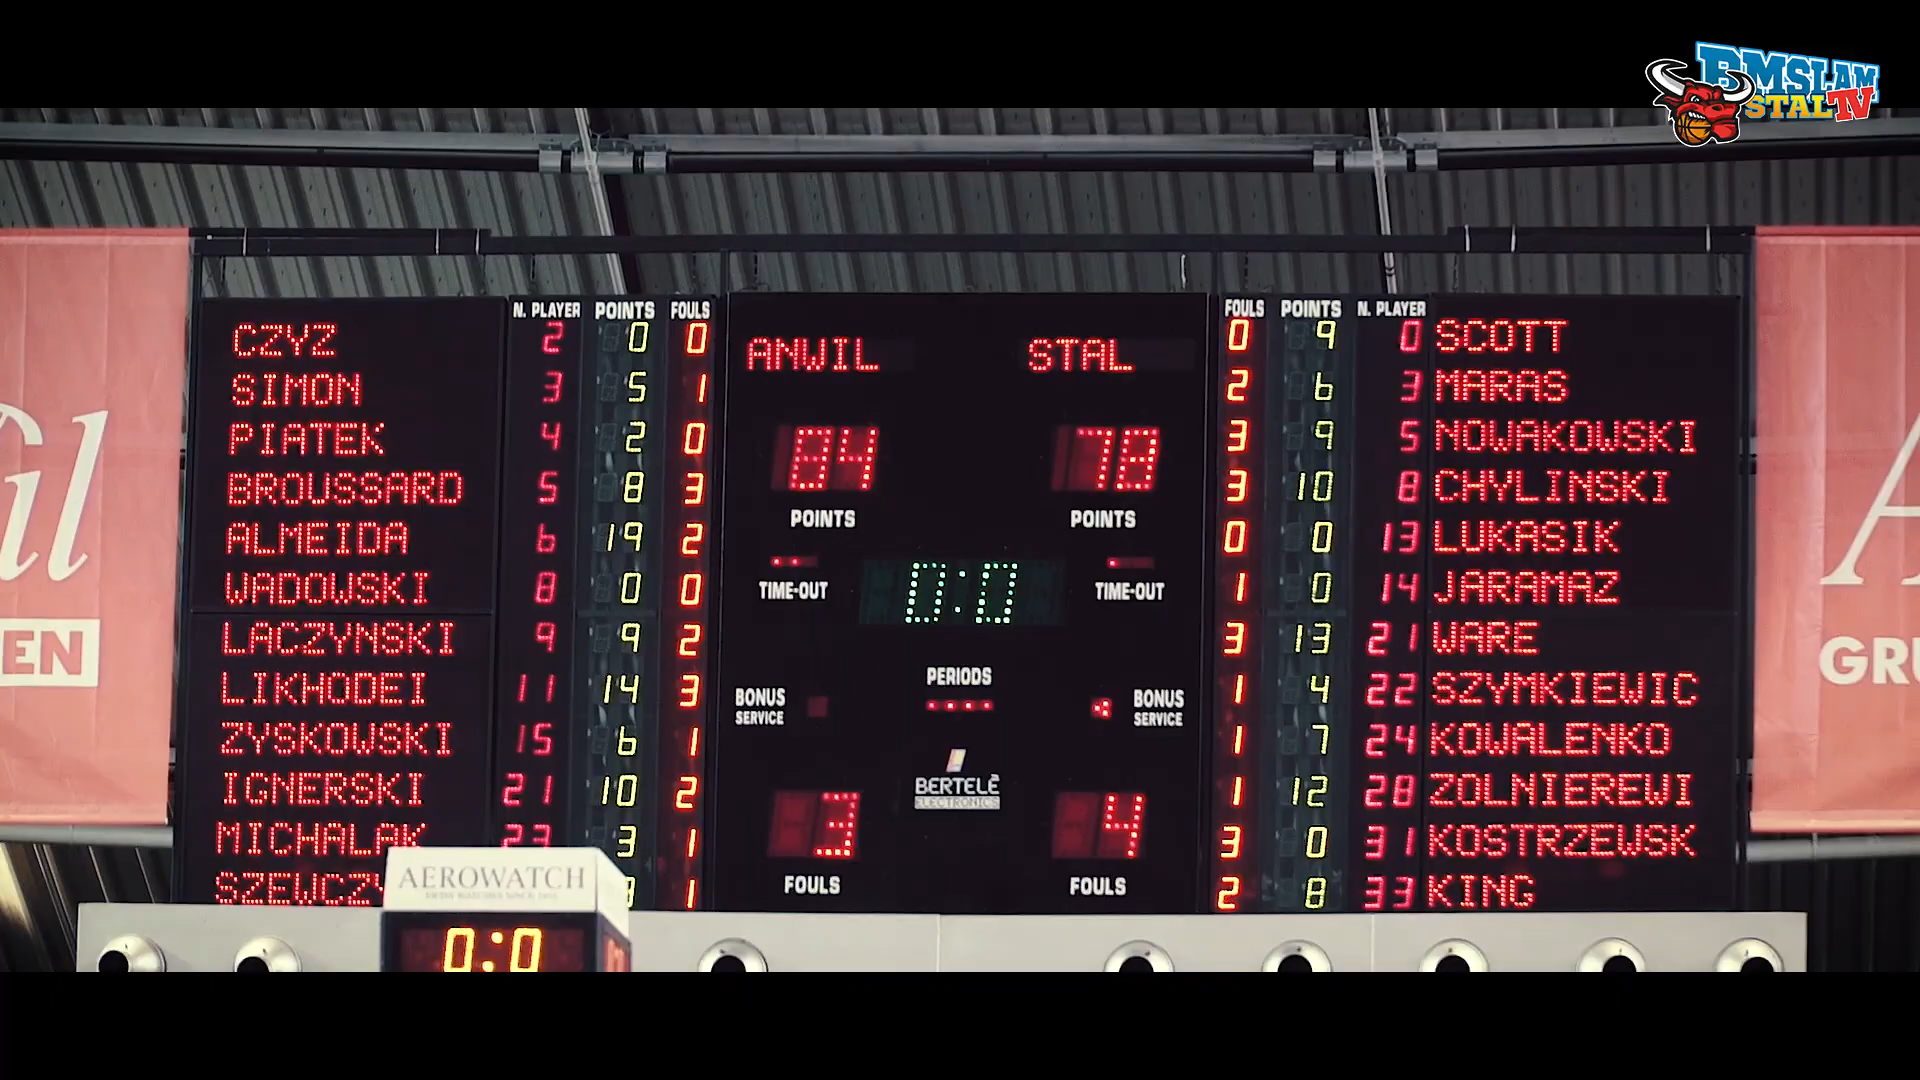 BMSLAM
STAL TV
N. PLAYER POINTS FOULS
CZYZ 2 0 0
SIMON 3 5 1
PIATEK 4 2 0
BROUSSARD 5 8 3
ALMEIDA 6 19 2
WADOWSKI 8 0 0
LACZYNSKI 9 9 2
LIKHODEI 11 14 3
ZYSKOWSKI 15 6 1
IGNERSKI 21 10 2
MICHALAK 23 3 1
SZEWCZY 1
ANWIL STAL
84 78
POINTS POINTS
TIME-OUT 0:0 TIME-OUT
PERIODS
BONUS SERVICE BONUS SERVICE
BERTELÈ
ELECTRONICS
3 4
FOULS FOULS
FOULS POINTS N. PLAYER
0 9 0 SCOTT
2 6 3 MARAS
3 9 5 NOWAKOWSKI
3 10 8 CHYLINSKI
0 0 13 LUKASIK
1 0 14 JARAMAZ
3 13 21 WARE
1 4 22 SZYMKIEWIC
1 7 24 KOWALENKO
1 12 28 ZOLNIEREWI
3 0 31 KOSTRZEWSK
2 8 33 KING
il
EN
A
GRU
AEROWATCH
0:0